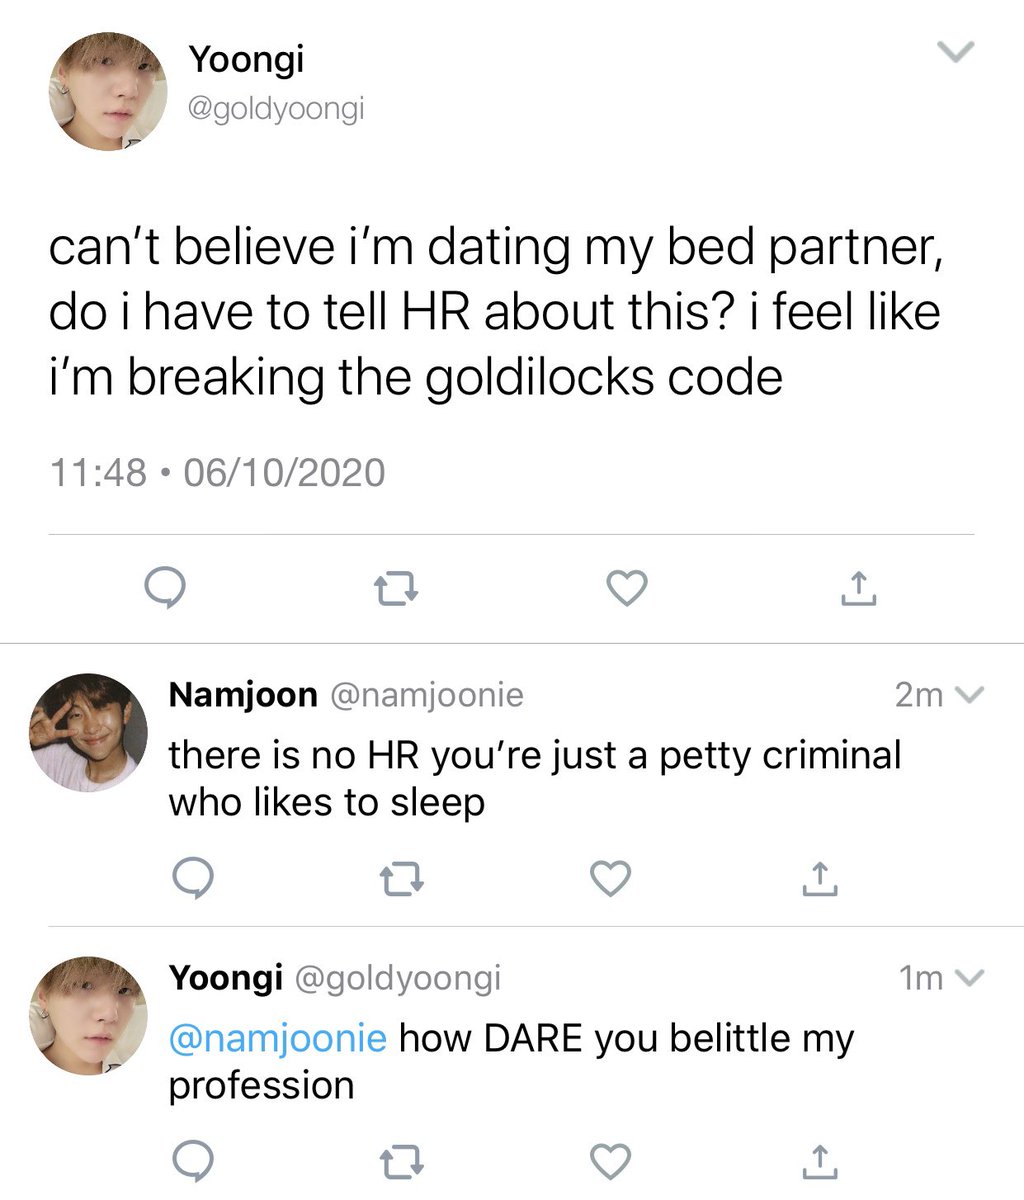 Yoongi
@goldyoongi
can’t believe i’m dating my bed partner,
do i have to tell HR about this? i feel like
i’m breaking the goldilocks code
11:48 • 06/10/2020
Namjoon @namjoonie 2m
there is no HR you’re just a petty criminal
who likes to sleep
Yoongi @goldyoongi 1m
@namjoonie how DARE you belittle my
profession